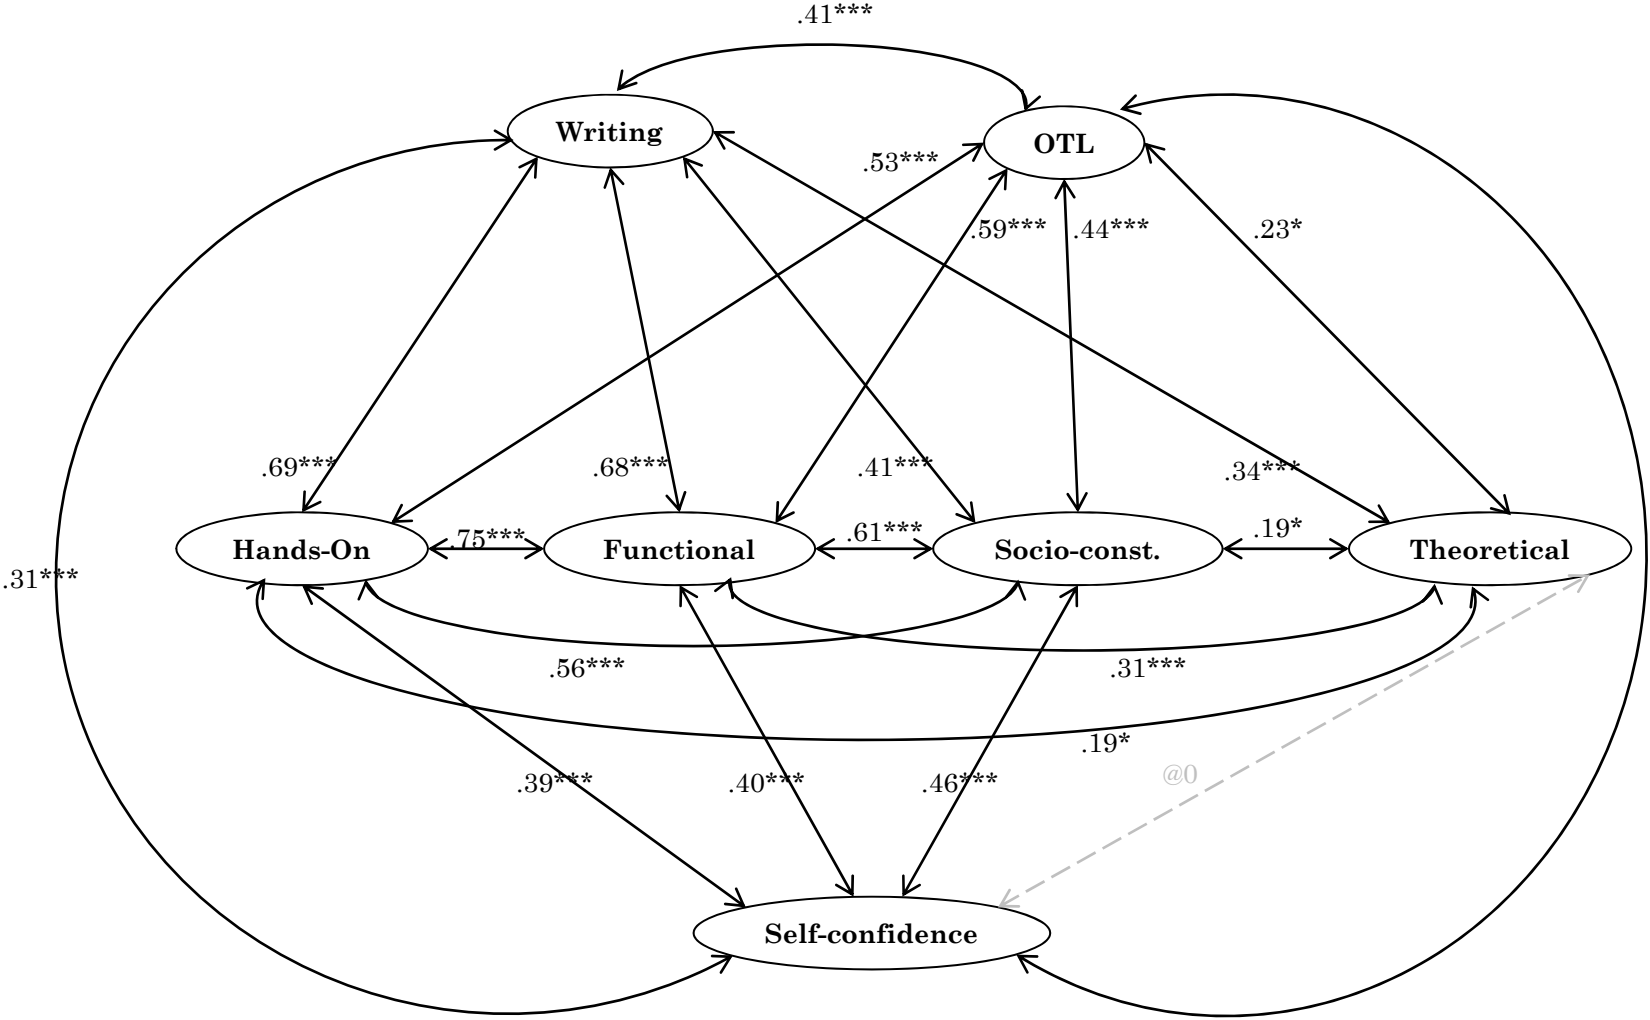 .41***
Writing
OTL
.53***
.59***
.44***
.23*
.69***
.68***
.41***
.34***
Hands-On
.75***
Functional
.61***
Socio-const.
.19*
Theoretical
.31***
.56***
.31***
.19*
.39***
.40***
.46***
@0
Self-confidence